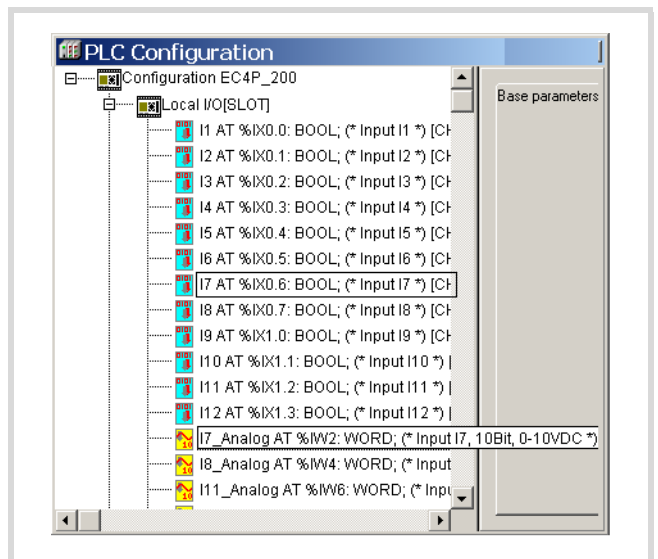 PLC Configuration
Configuration EC4P_200
Local I/O[SLOT]
Base parameters
I1 AT %IX0.0: BOOL; (* Input I1 *) [CH
I2 AT %IX0.1: BOOL; (* Input I2 *) [CH
I3 AT %IX0.2: BOOL; (* Input I3 *) [CH
I4 AT %IX0.3: BOOL; (* Input I4 *) [CH
I5 AT %IX0.4: BOOL; (* Input I5 *) [CH
I6 AT %IX0.5: BOOL; (* Input I6 *) [CH
I7 AT %IX0.6: BOOL; (* Input I7 *) [CH
I8 AT %IX0.7: BOOL; (* Input I8 *) [CH
I9 AT %IX1.0: BOOL; (* Input I9 *) [CH
I10 AT %IX1.1: BOOL; (* Input I10 *) [
I11 AT %IX1.2: BOOL; (* Input I11 *) [
I12 AT %IX1.3: BOOL; (* Input I12 *) [
I7_Analog AT %IW2: WORD; (* Input I7, 10Bit, 0-10VDC *)
I8_Analog AT %IW4: WORD; (* Input
I11_Analog AT %IW6: WORD; (* Inpu